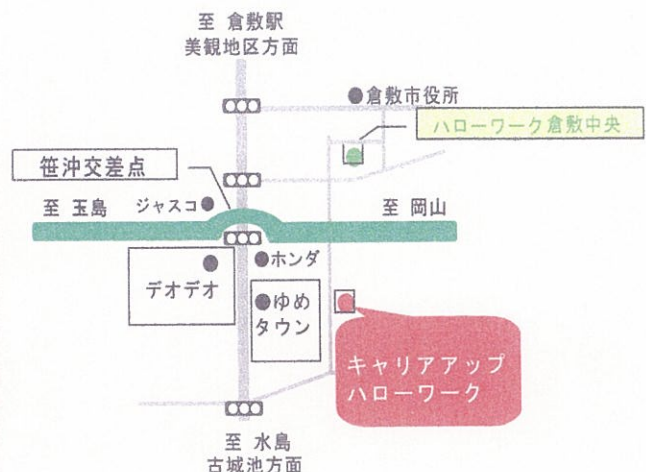 至 倉敷駅
美観地区方面
倉敷市役所
ハローワーク倉敷中央
笹沖交差点
至 玉島
ジャスコ
至 岡山
ホンダ
デオデオ
ゆめ
タウン
キャリアアップ
ハローワーク
至 水島
古城池方面